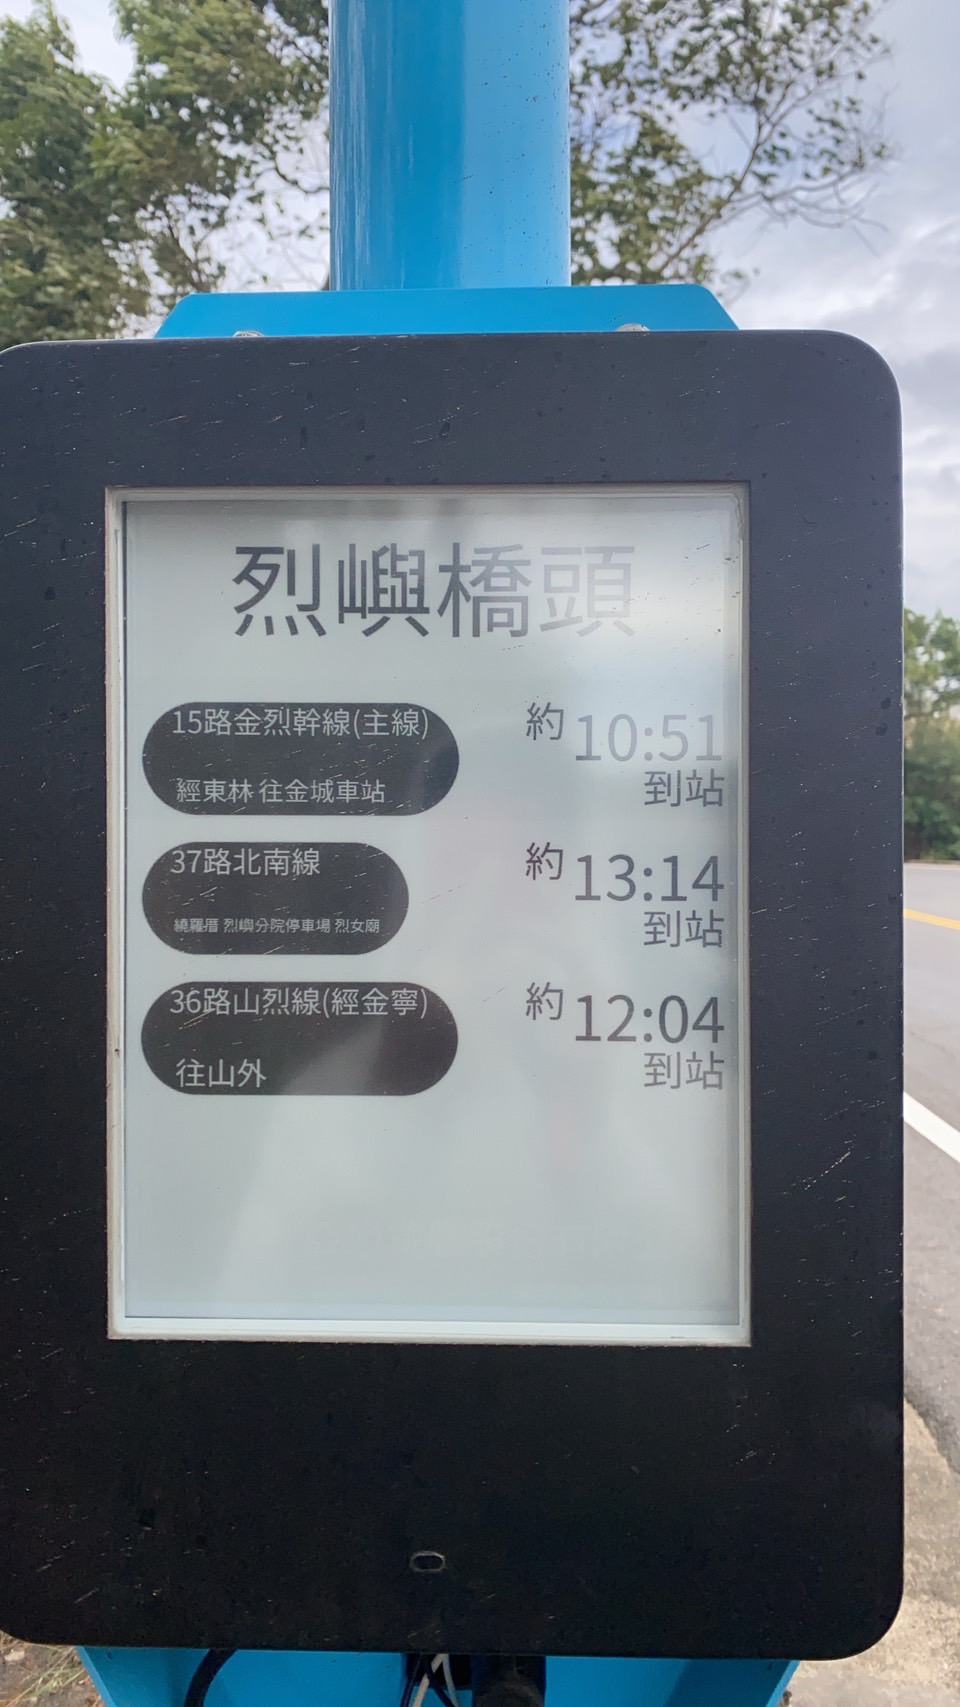 烈嶼橋頭
15路金烈幹線(主線)
經東林 往金城車站
約 10:51
到站
37路北南線
繞羅厝 烈嶼分院停車場 烈女廟
約 13:14
到站
36路山烈線(經金寧)
往山外
約 12:04
到站